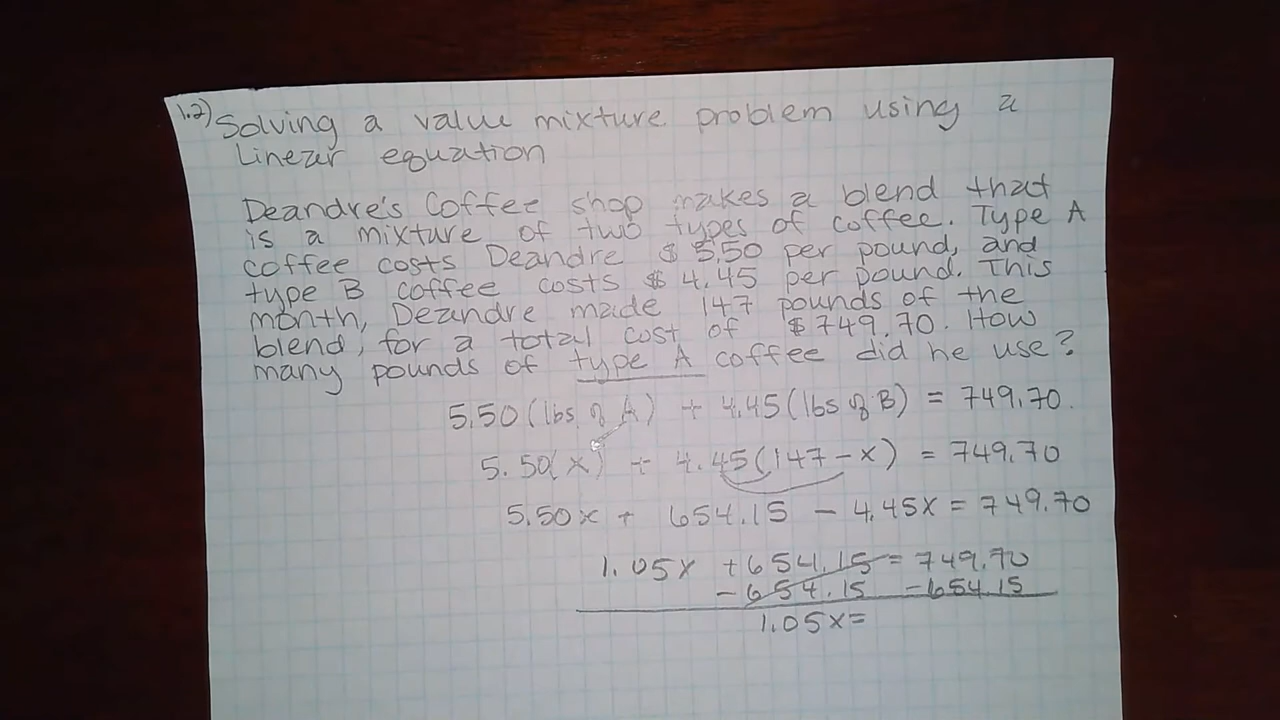 1.2) Solving a value mixture problem using a
linear equation
Deandre's Coffee shop makes a blend that
is a mixture of two types of coffee. Type A
coffee costs Deandre $ 5.50 per pound, and
type B coffee costs $ 4.45 per pound. This
month, Deandre made 147 pounds of the
blend, for a total cost of $749.70. How
many pounds of type A coffee did he use?
5.50(lbs of A) + 4.45(lbs of B) = 749.70.
5.50(x) + 4.45(147-x) = 749.70
5.50x + 654.15 - 4.45x = 749.70
1.05x +654.15 = 749.70
-654.15 -654.15
1.05x=